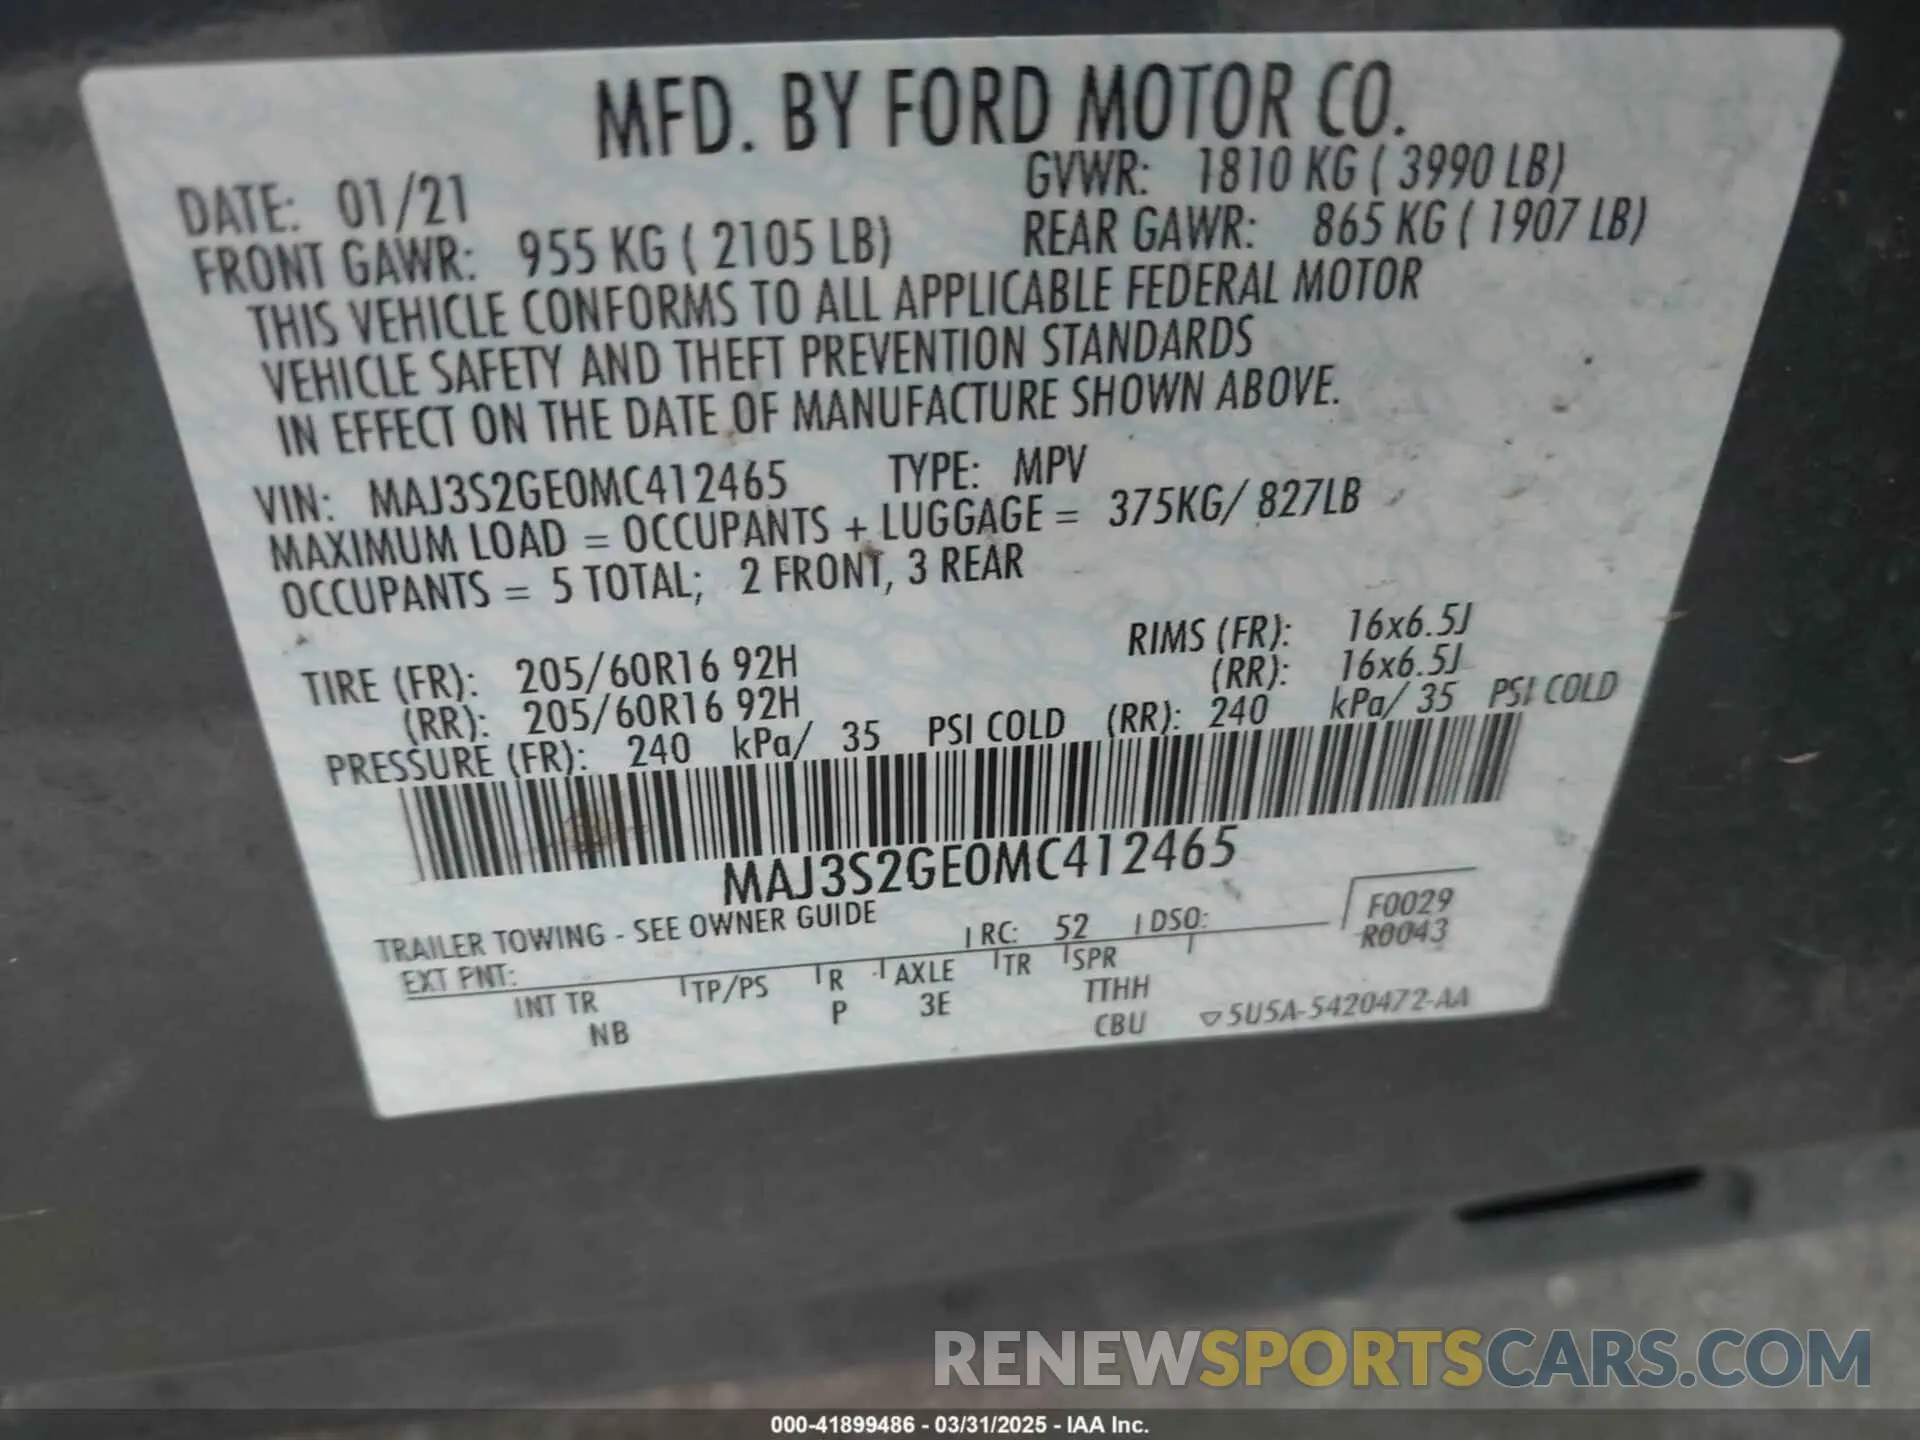 MFD. BY FORD MOTOR CO.
DATE: 01/21 GVWR: 1810 KG ( 3990 LB)
FRONT GAWR: 955 KG ( 2105 LB) REAR GAWR: 865 KG ( 1907 LB)
THIS VEHICLE CONFORMS TO ALL APPLICABLE FEDERAL MOTOR
VEHICLE SAFETY AND THEFT PREVENTION STANDARDS
IN EFFECT ON THE DATE OF MANUFACTURE SHOWN ABOVE.
VIN: MAJ3S2GE0MC412465 TYPE: MPV
MAXIMUM LOAD = OCCUPANTS + LUGGAGE = 375KG/ 827LB
OCCUPANTS = 5 TOTAL; 2 FRONT, 3 REAR
TIRE (FR): 205/60R16 92H RIMS (FR): 16x6.5J
(RR): 205/60R16 92H (RR): 16x6.5J
PRESSURE (FR): 240 kPa/ 35 PSI COLD (RR): 240 kPa/ 35 PSI COLD
MAJ3S2GE0MC412465
TRAILER TOWING - SEE OWNER GUIDE
EXT PNT: RC: 52 DSO: F0029
R0043
INT TR TP/PS R AXLE TR SPR
NB P 3E TTHH
CBU 5U5A-5420472-AA
RENEWSPORTSCARS.COM
000-41899486 - 03/31/2025 - IAA Inc.